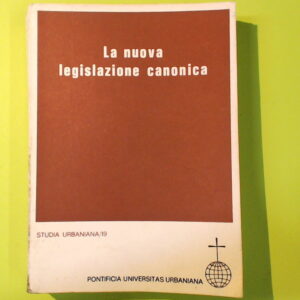 La nuova
legislazione canonica
STUDIA URBANIANA/19
PONTIFICIA UNIVERSITAS URBANIANA